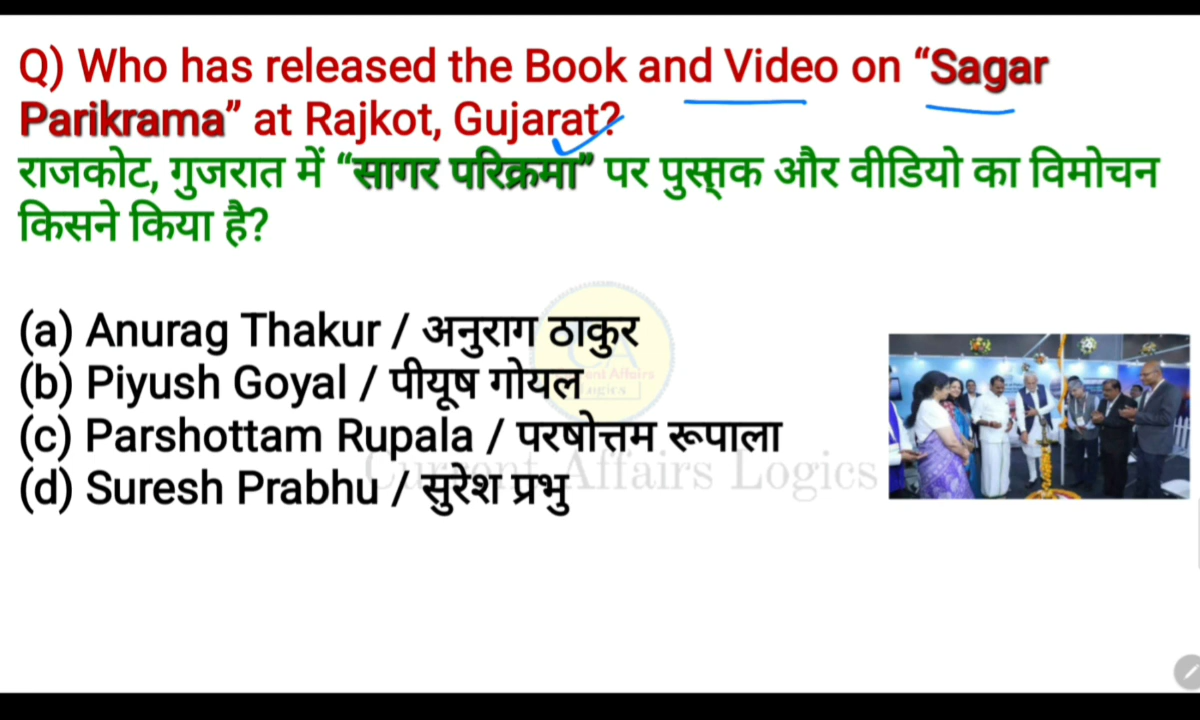 Q) Who has released the Book and Video on “Sagar
Parikrama” at Rajkot, Gujarat?
राजकोट, गुजरात में “सागर परिक्रमा” पर पुस्तक और वीडियो का विमोचन
किसने किया है?
(a) Anurag Thakur / अनुराग ठाकुर
(b) Piyush Goyal / पीयूष गोयल
(c) Parshottam Rupala / परषोत्तम रूपाला
(d) Suresh Prabhu / सुरेश प्रभु
Current Affairs Logics